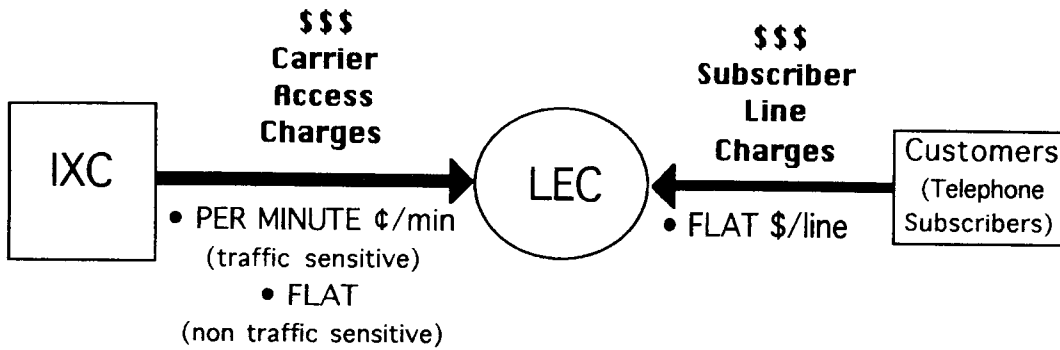 $$$
Carrier
Access
Charges
$$$
Subscriber
Line
Charges
IXC
LEC
Customers
(Telephone
Subscribers)
• PER MINUTE ¢/min
(traffic sensitive)
• FLAT
(non traffic sensitive)
• FLAT $/line